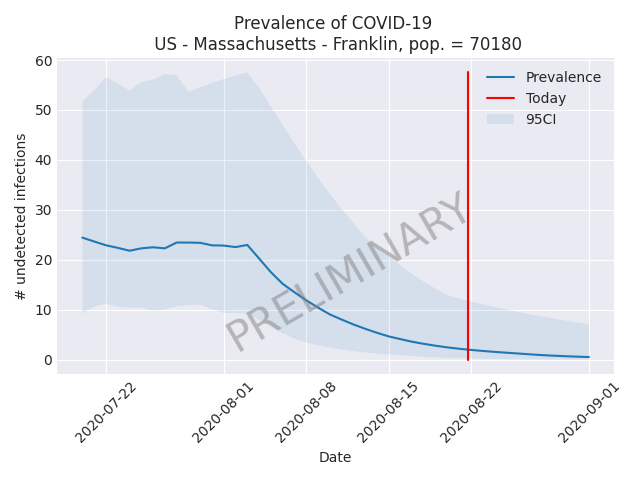 Prevalence of COVID-19
US - Massachusetts - Franklin, pop. = 70180
60
50
40
30
20
10
0
# undetected infections
Prevalence
Today
95CI
PRELIMINARY
2020-07-22
2020-08-01
2020-08-08
2020-08-15
2020-08-22
2020-09-01
Date